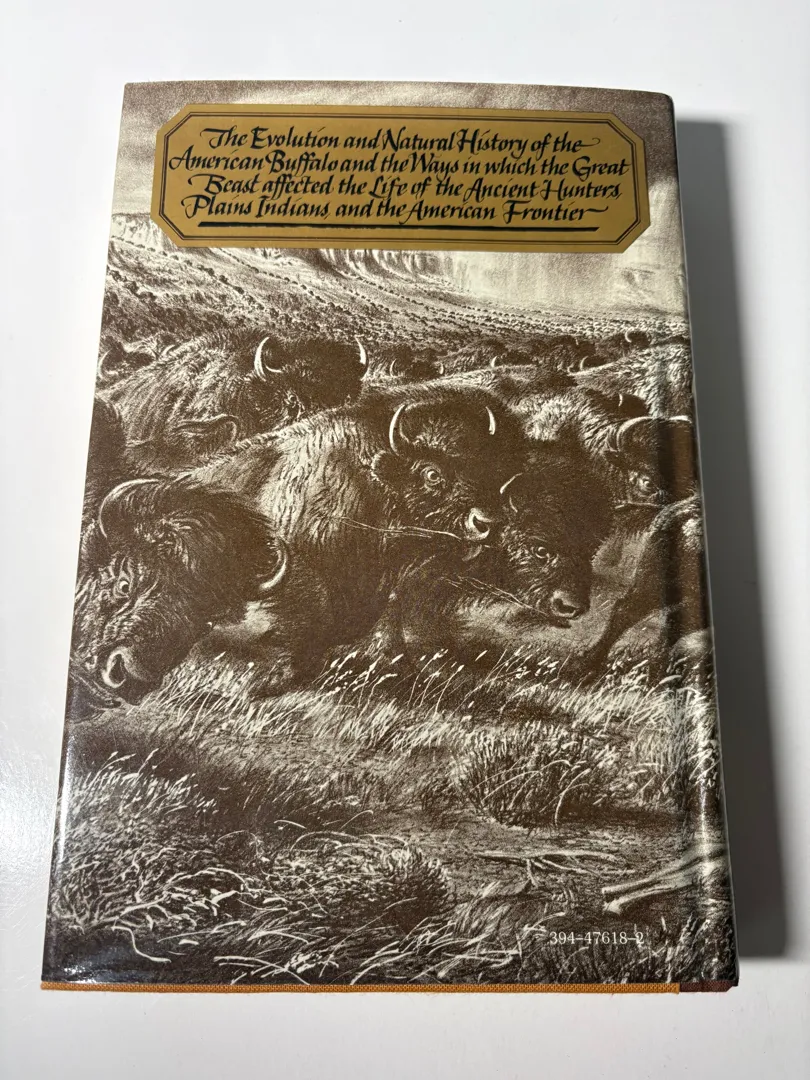 The Evolution and Natural History of the
American Buffalo and the Ways in which the Great
Beast affected the Life of the Ancient Hunters,
Plains Indians, and the American Frontier
394-47618-2